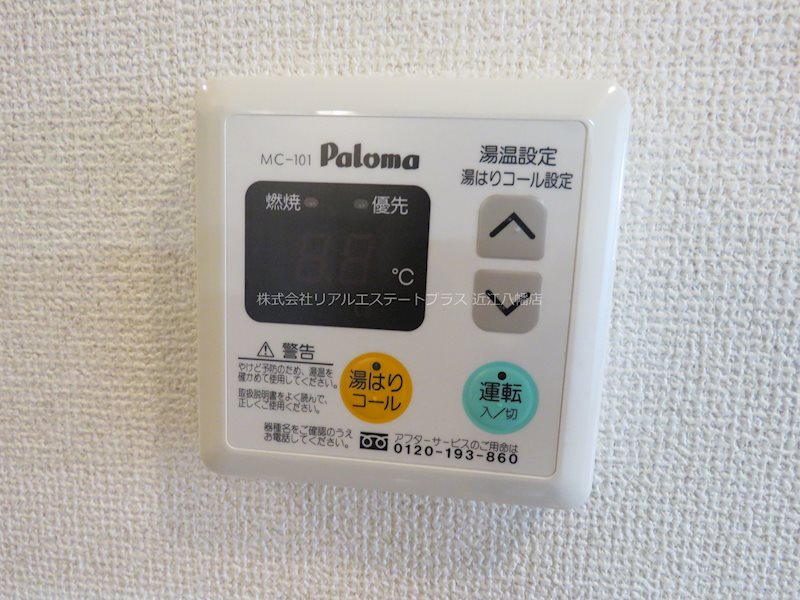 MC-101 Paloma
湯温設定
湯はりコール設定
燃焼 優先
℃
株式会社リアルエステートプラス 近江八幡店
警告
やけど予防のため、湯温を
確かめて使用してください。
取扱説明書をよく読んで、
正しくご使用ください。
湯はり
コール
運転
入/切
器種名をご確認のうえ
お電話してください。
アフターサービスのご用命は
0120-193-860